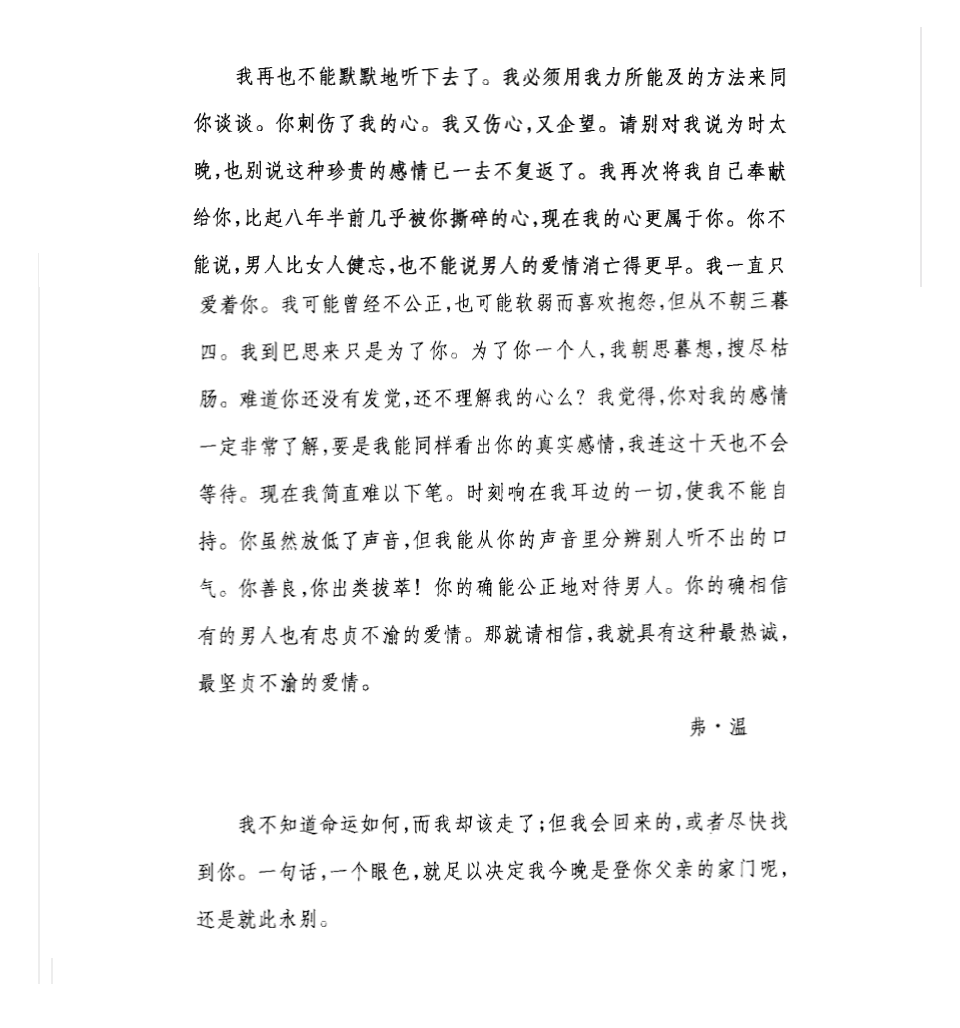 我再也不能默默地听下去了。我必须用我力所能及的方法来同
你谈谈。你刺伤了我的心。我又伤心,又企望。请别对我说为时太
晚,也别说这种珍贵的感情已一去不复返了。我再次将我自己奉献
给你,比起八年半前几乎被你撕碎的心,现在我的心更属于你。你不
能说,男人比女人健忘,也不能说男人的爱情消亡得更早。我一直只
爱着你。我可能曾经不公正,也可能软弱而喜欢抱怨,但从不朝三暮
四。我到巴思来只是为了你。为了你一个人,我朝思暮想,搜尽枯
肠。难道你还没有发觉,还不理解我的心么?我觉得,你对我的感情
一定非常了解,要是我能同样看出你的真实感情,我连这十天也不会
等待。现在我简直难以下笔。时刻响在我耳边的一切,使我不能自
持。你虽然放低了声音,但我能从你的声音里分辨别人听不出的口
气。你善良,你出类拔萃!你的确能公正地对待男人。你的确相信
有的男人也有忠贞不渝的爱情。那就请相信,我就具有这种最热诚,
最坚贞不渝的爱情。
弗·温
我不知道命运如何,而我却该走了;但我会回来的,或者尽快找
到你。一句话,一个眼色,就足以决定我今晚是登你父亲的家门呢,
还是就此永别。